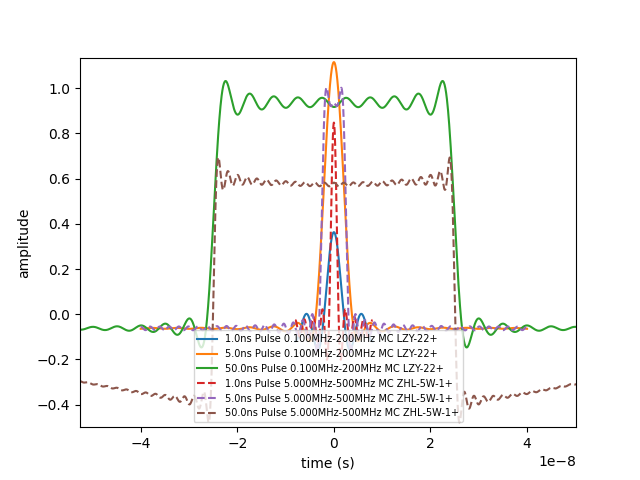 1.0
0.8
0.6
0.4
0.2
0.0
−0.2
−0.4
amplitude
1.0ns Pulse 0.100MHz-200MHz MC LZY-22+
5.0ns Pulse 0.100MHz-200MHz MC LZY-22+
50.0ns Pulse 0.100MHz-200MHz MC LZY-22+
1.0ns Pulse 5.000MHz-500MHz MC ZHL-5W-1+
5.0ns Pulse 5.000MHz-500MHz MC ZHL-5W-1+
50.0ns Pulse 5.000MHz-500MHz MC ZHL-5W-1+
−4 −2 0 2 4
time (s)
1e−8